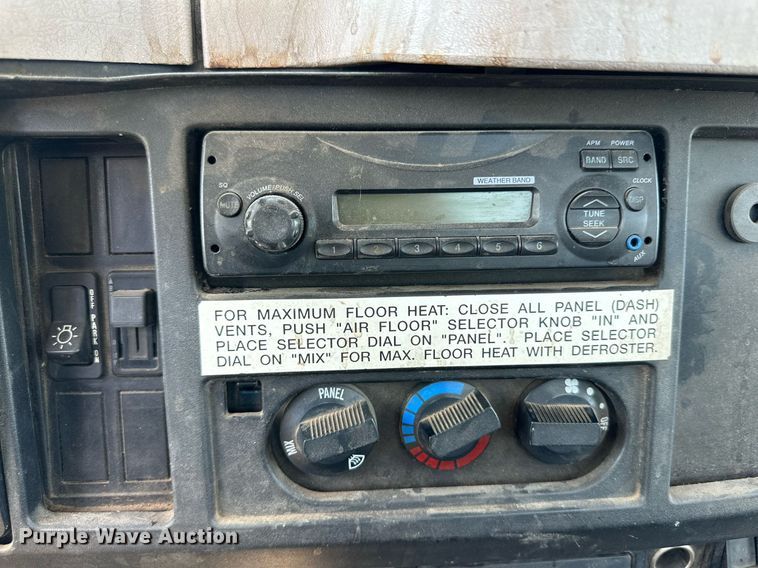 APM POWER
BAND SRC
WEATHER BAND
CLOCK
SQ
VOLUME/PUSH-SEL
MUTE
DISP
TUNE
SEEK
1 2 3 4 5 6
AUX
OFF PARK ON
FOR MAXIMUM FLOOR HEAT: CLOSE ALL PANEL (DASH)
VENTS, PUSH "AIR FLOOR" SELECTOR KNOB "IN" AND
PLACE SELECTOR DIAL ON "PANEL". PLACE SELECTOR
DIAL ON "MIX" FOR MAX. FLOOR HEAT WITH DEFROSTER.
PANEL
MIX
OFF
Purple Wave Auction